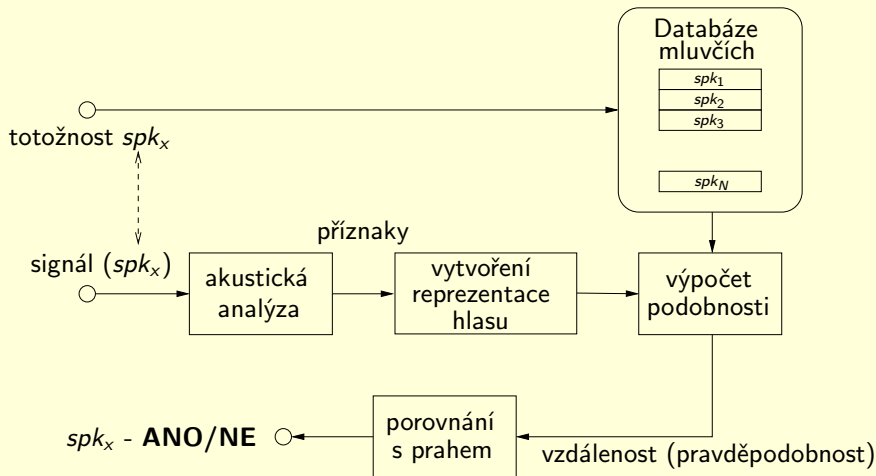 Databáze
mluvčích
spk₁
spk₂
spk₃
spk_N
totožnost spkₓ
signál (spkₓ)
akustická
analýza
příznaky
vytvoření
reprezentace
hlasu
výpočet
podobnosti
spkₓ - ANO/NE
porovnání
s prahem
vzdálenost (pravděpodobnost)